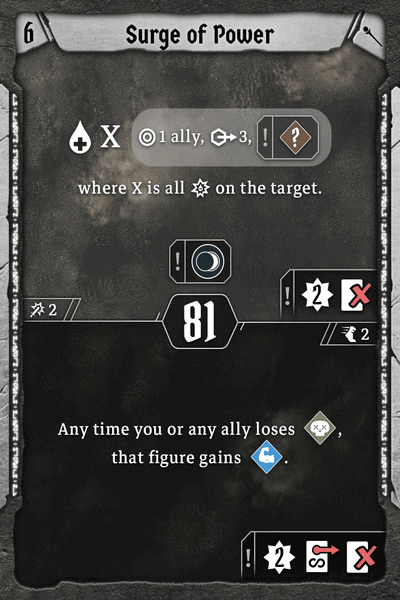 6 Surge of Power
X 1 ally, 3, ! ?
where X is all on the target.
!
! 2
2
81
2
Any time you or any ally loses ,
that figure gains .
! 2